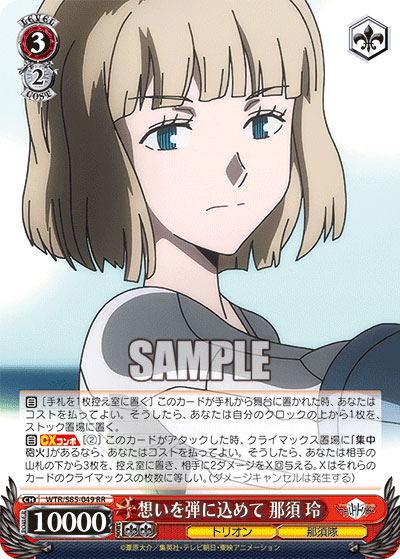 LEVEL
3
2
COST
SAMPLE
自［手札を1枚控え室に置く］このカードが手札から舞台に置かれた時、あなたは
コストを払ってよい。そうしたら、あなたは自分のクロックの上から1枚を、
ストック置場に置く。
自 CXコンボ ［②］このカードがアタックした時、クライマックス置場に「集中
砲火」があるなら、あなたはコストを払ってよい。そうしたら、あなたは相手の
山札の下から3枚を、控え室に置き、相手に2ダメージをX回与える。Xはそれら
のカードのクライマックスの枚数に等しい。（ダメージキャンセルは発生する）
CH WTR/S85-049 RR
想いを弾に込めて 那須 玲
10000
トリオン
那須隊
©葦原大介／集英社・テレビ朝日・東映アニメーション